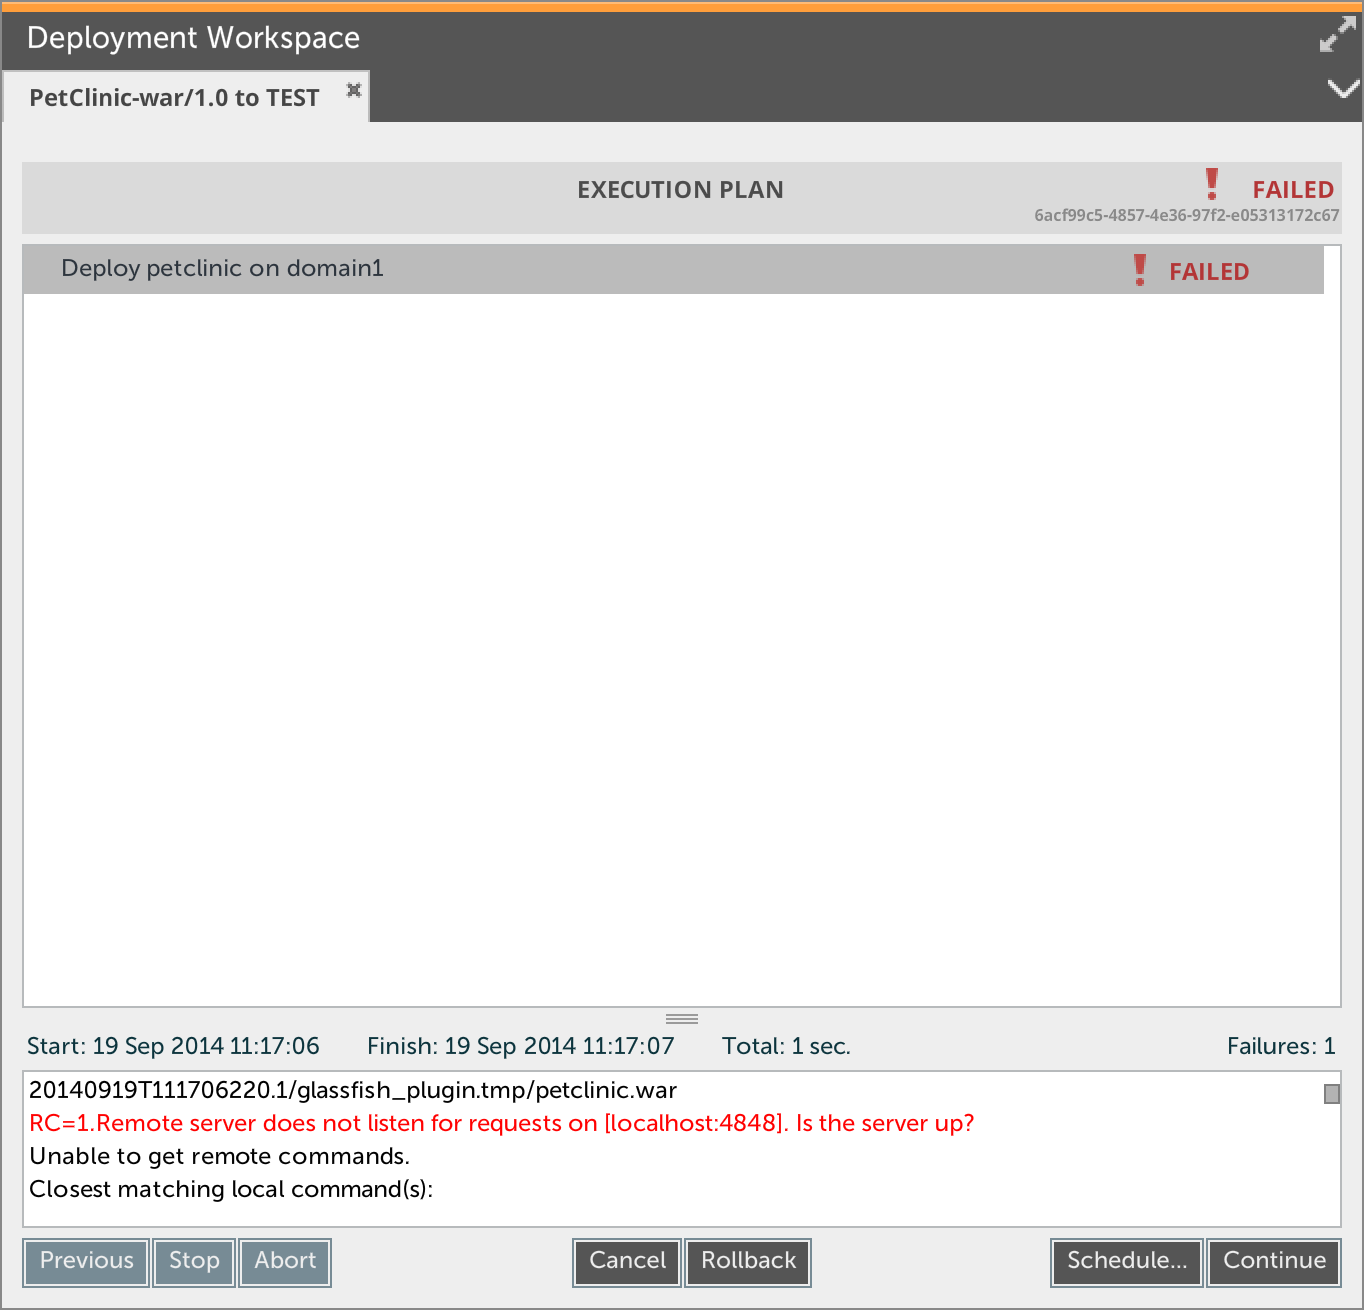 Deployment Workspace
PetClinic-war/1.0 to TEST
EXECUTION PLAN
! FAILED
6acf99c5-4857-4e36-97f2-e05313172c67
Deploy petclinic on domain1 ! FAILED
Start: 19 Sep 2014 11:17:06 Finish: 19 Sep 2014 11:17:07 Total: 1 sec. Failures: 1
20140919T111706220.1/glassfish_plugin.tmp/petclinic.war
RC=1.Remote server does not listen for requests on [localhost:4848]. Is the server up?
Unable to get remote commands.
Closest matching local command(s):
Previous Stop Abort Cancel Rollback Schedule... Continue